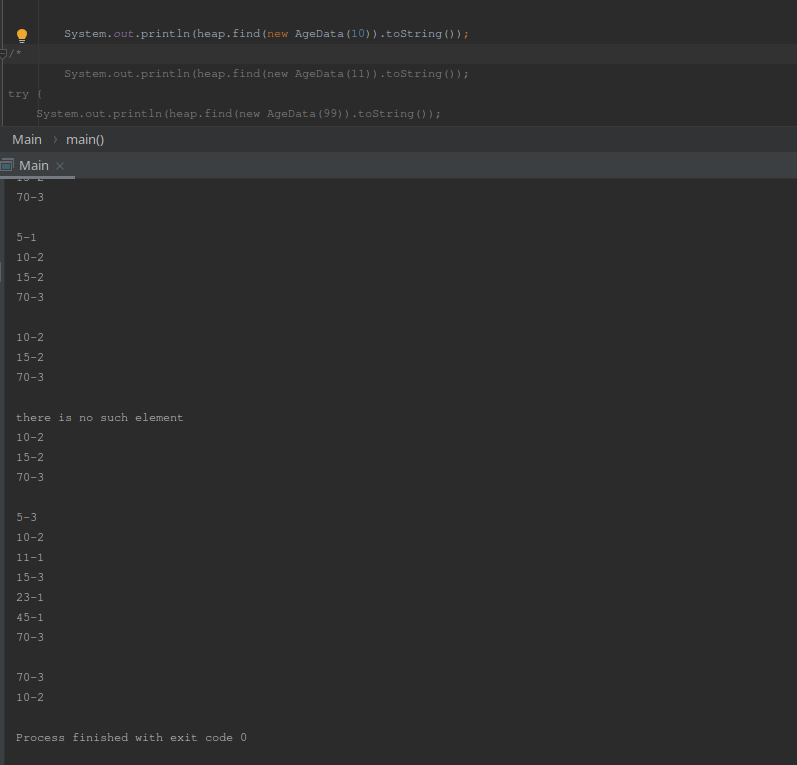 System.out.println(heap.find(new AgeData(10)).toString());
/*
System.out.println(heap.find(new AgeData(11)).toString());
try {
System.out.println(heap.find(new AgeData(99)).toString());
Main > main()
Main ×
70-3
5-1
10-2
15-2
70-3
10-2
15-2
70-3
there is no such element
10-2
15-2
70-3
5-3
10-2
11-1
15-3
23-1
45-1
70-3
70-3
10-2
Process finished with exit code 0